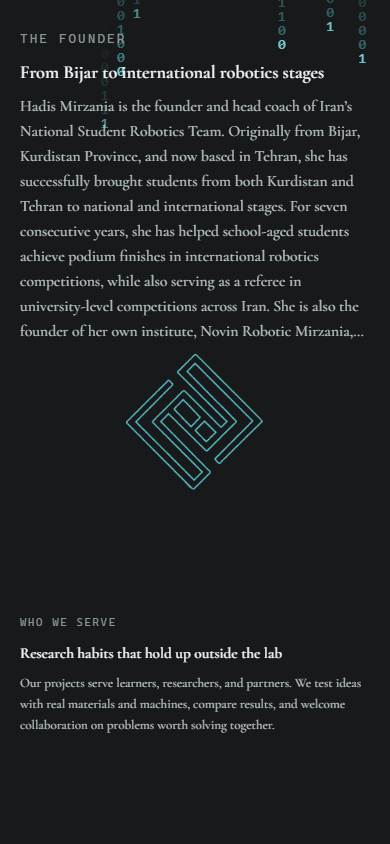 THE FOUNDER
From Bijar to international robotics stages
Hadis Mirzania is the founder and head coach of Iran's
National Student Robotics Team. Originally from Bijar,
Kurdistan Province, and now based in Tehran, she has
successfully brought students from both Kurdistan and
Tehran to national and international stages. For seven
consecutive years, she has helped school-aged students
achieve podium finishes in international robotics
competitions, while also serving as a referee in
university-level competitions across Iran. She is also the
founder of her own institute, Novin Robotic Mirzania,...
WHO WE SERVE
Research habits that hold up outside the lab
Our projects serve learners, researchers, and partners. We test ideas
with real materials and machines, compare results, and welcome
collaboration on problems worth solving together.